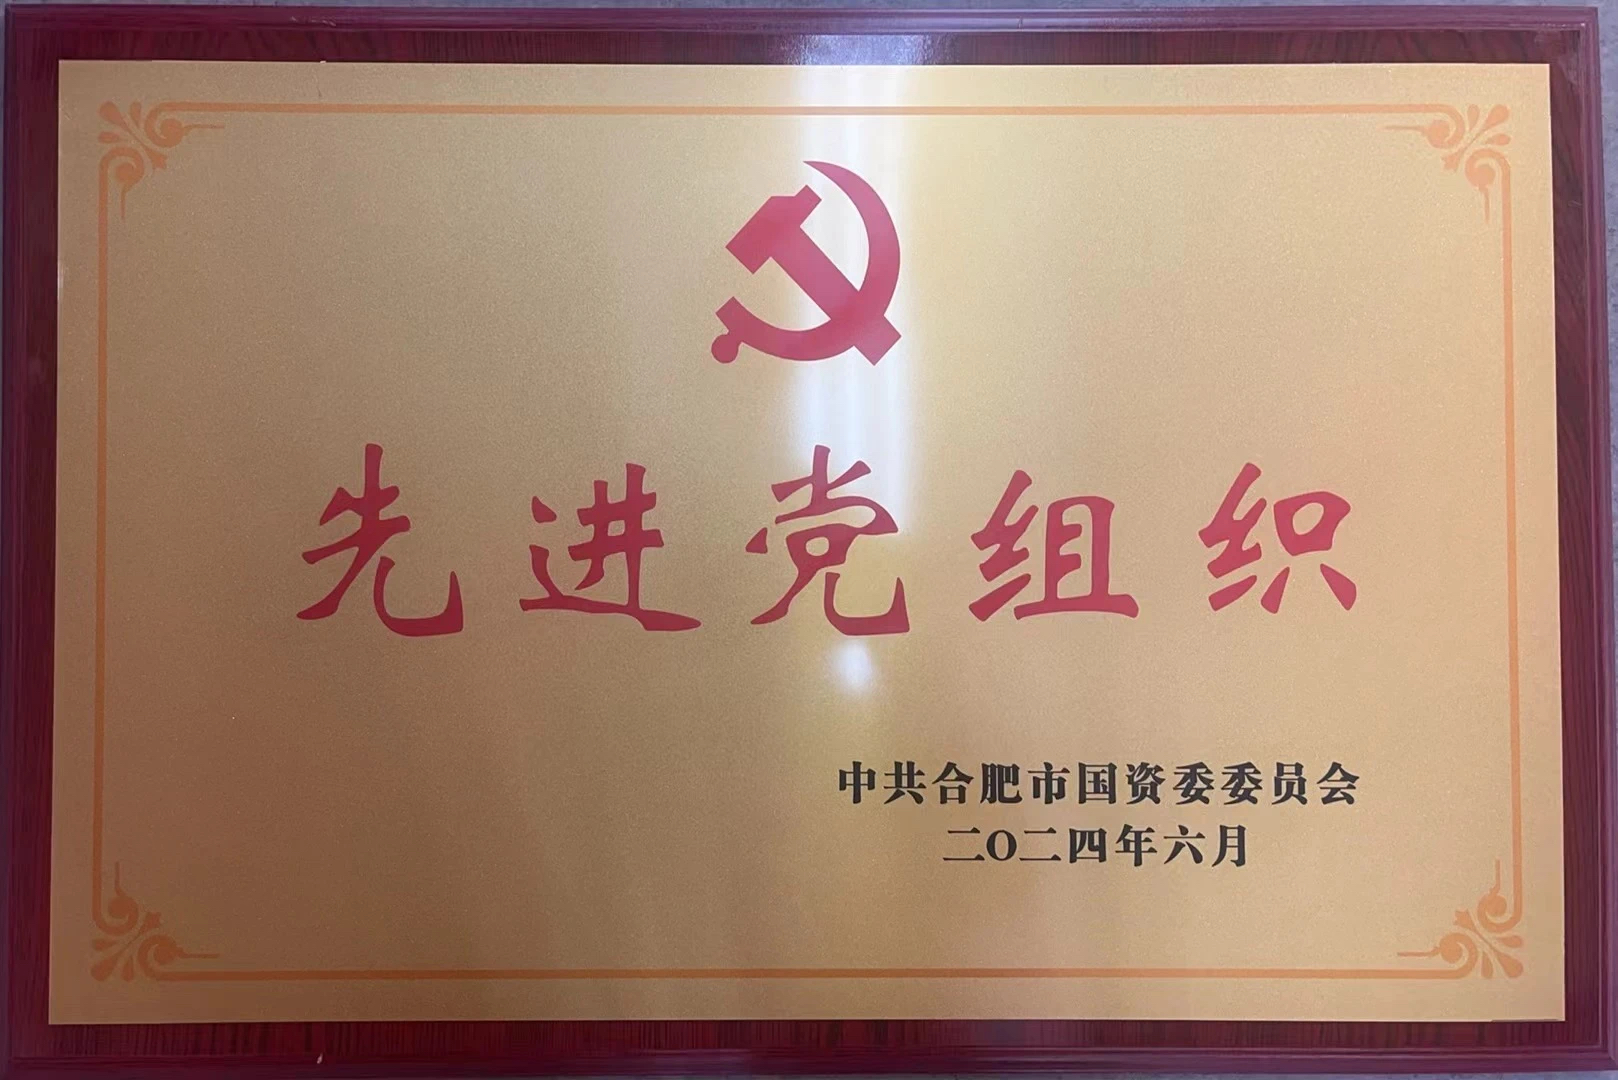 先进党组织
中共合肥市国资委委员会
二〇二四年六月